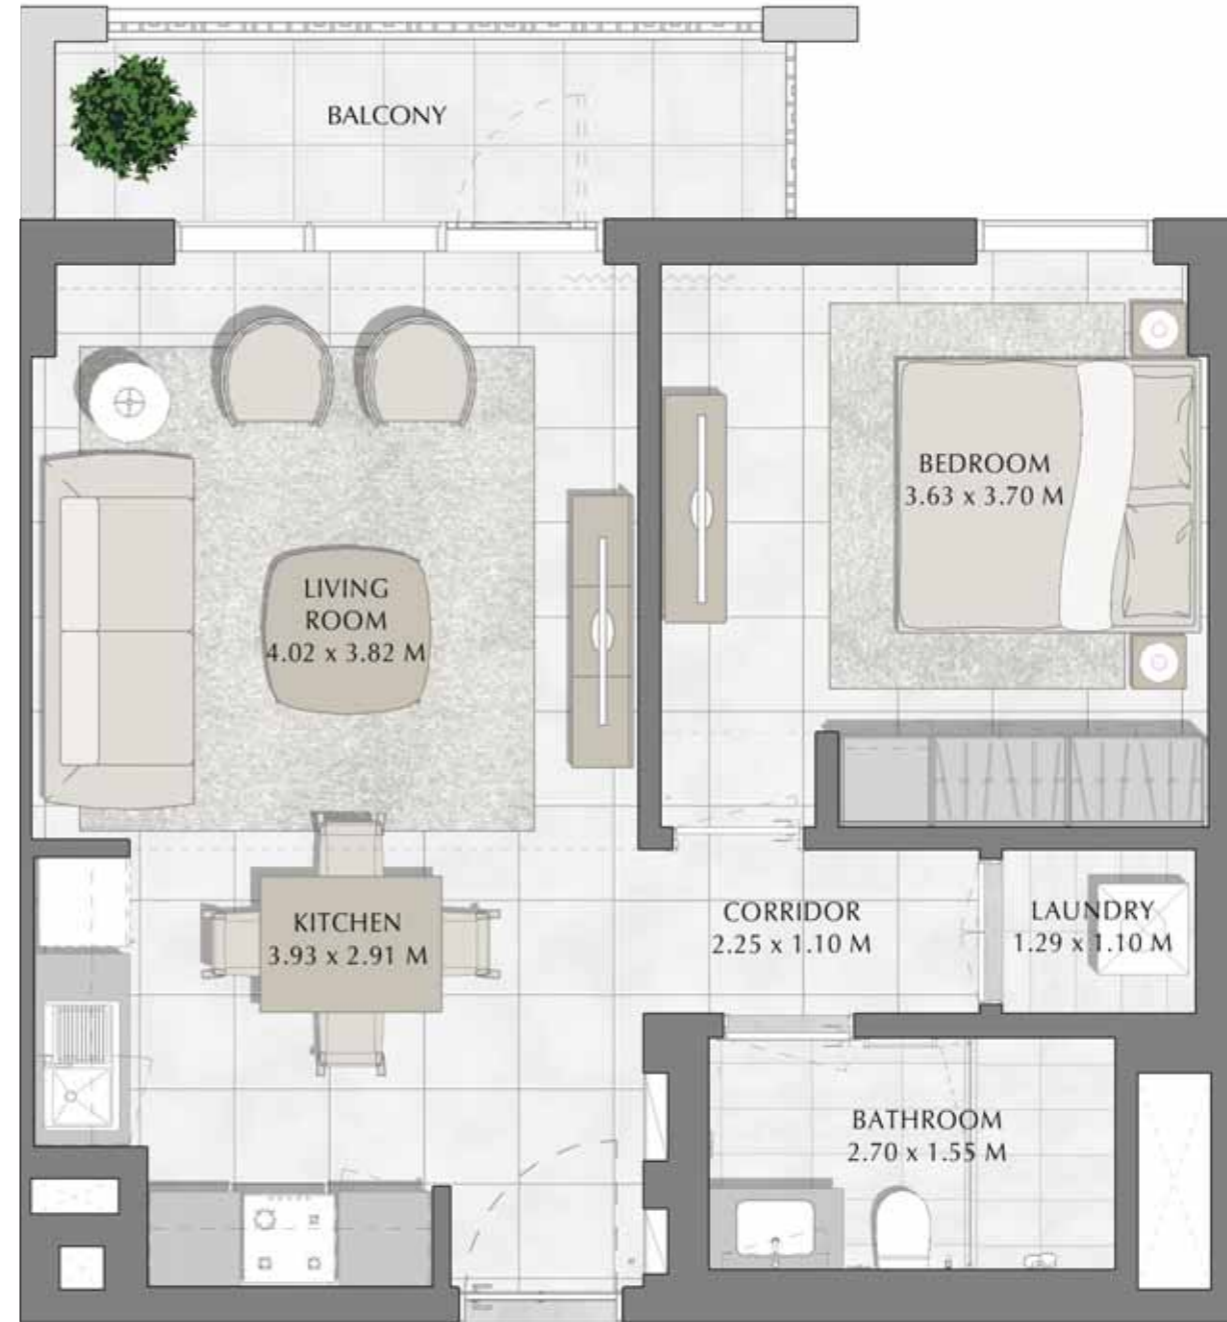 BALCONY
BEDROOM
3.63 x 3.70 M
LIVING
ROOM
4.02 x 3.82 M
KITCHEN
3.93 x 2.91 M
CORRIDOR
2.25 x 1.10 M
LAUNDRY
1.29 x 1.10 M
BATHROOM
2.70 x 1.55 M